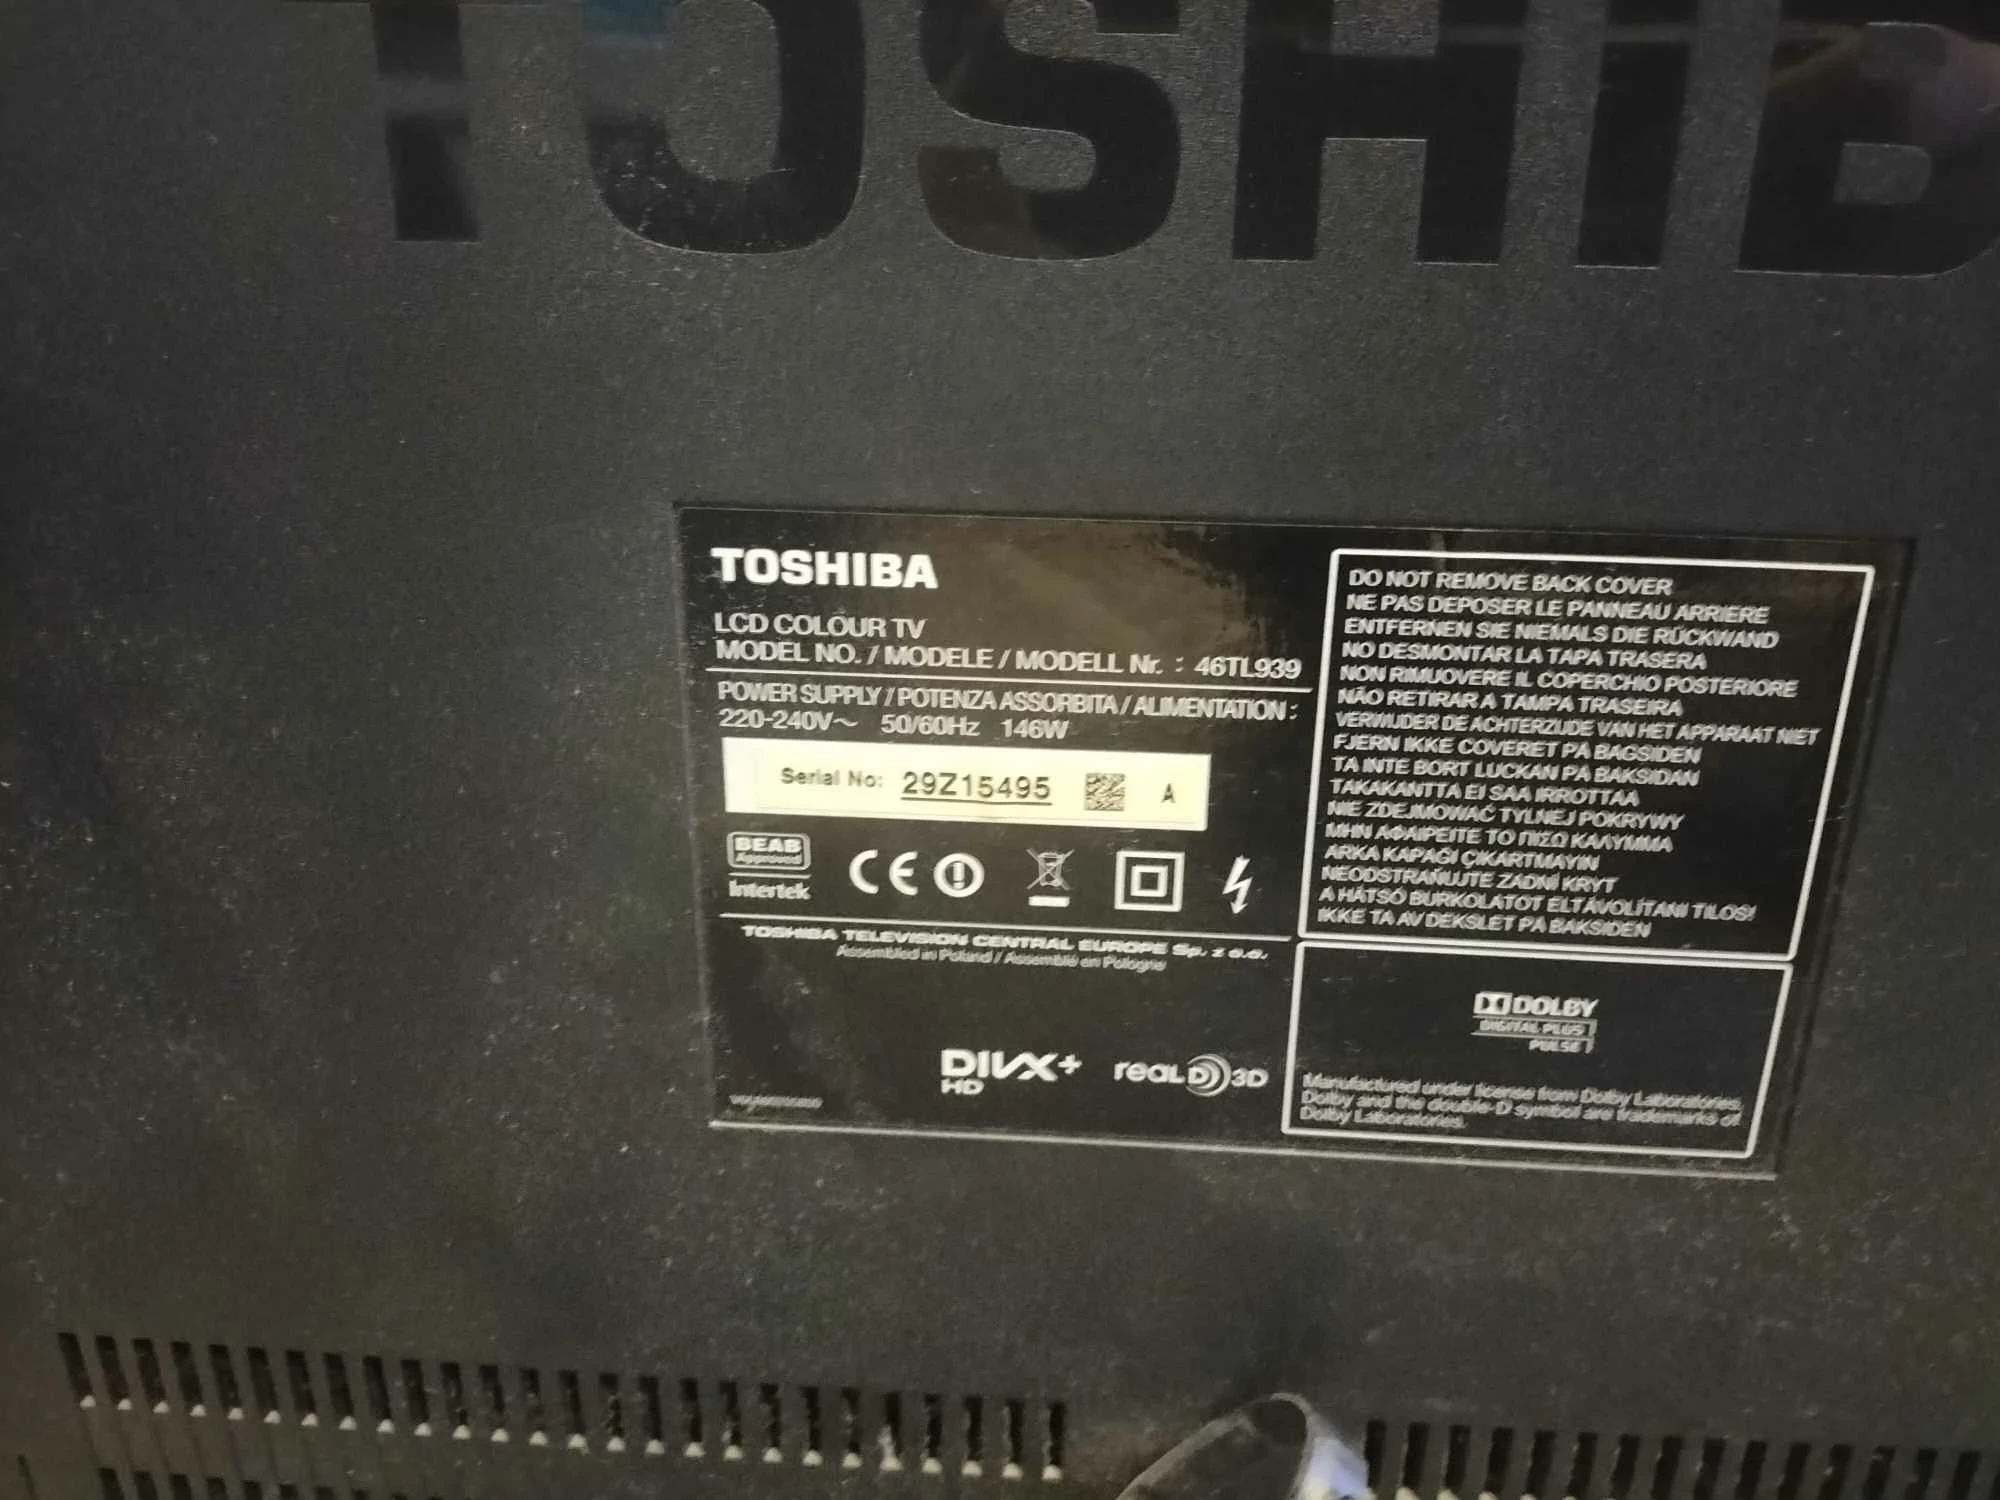 TOSHIB
TOSHIBA
LCD COLOUR TV
MODEL NO. / MODELE / MODELL Nr. : 46TL939
POWER SUPPLY / POTENZA ASSORBITA / ALIMENTATION :
220-240V~ 50/60Hz 146W
Serial No: 29Z15495 A
BEAB
Approved
Intertek
CE
TOSHIBA TELEVISION CENTRAL EUROPE Sp. z o.o.
Assembled in Poland / Assemblé en Pologne
DIVX+
HD
REALD 3D
DO NOT REMOVE BACK COVER
NE PAS DEPOSER LE PANNEAU ARRIERE
ENTFERNEN SIE NIEMALS DIE RÜCKWAND
NO DESMONTAR LA TAPA TRASERA
NON RIMUOVERE IL COPERCHIO POSTERIORE
NÃO RETIRAR A TAMPA TRASEIRA
VERWIJDER DE ACHTERZIJDE VAN HET APPARAAT NIET
FJERN IKKE COVERET PÅ BAGSIDEN
TA INTE BORT LUCKAN PÅ BAKSIDAN
TAKAKANTTA EI SAA IRROTTAA
NIE ZDEJMOWAĆ TYLNEJ POKRYWY
ΜΗΝ ΑΦΑΙΡΕΙΤΕ ΤΟ ΠΙΣΩ ΚΑΛΥΜΜΑ
ARKA KAPAĞI ÇIKARTMAYIN
NEODSTRAŇUJTE ZADNÍ KRYT
A HÁTSÓ BURKOLATOT ELTÁVOLÍTANI TILOS!
IKKE TA AV DEKSLET PÅ BAKSIDEN
DOLBY
DIGITAL PLUS
PULSE
Manufactured under license from Dolby Laboratories.
Dolby and the double-D symbol are trademarks of
Dolby Laboratories.